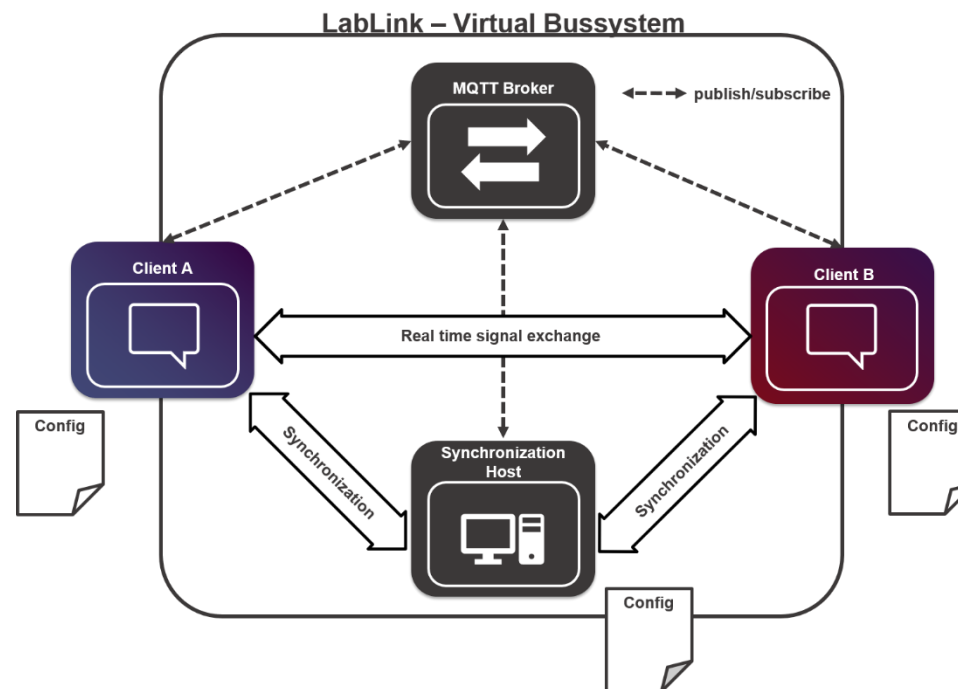 LabLink – Virtual Bussystem
MQTT Broker
publish/subscribe
Client A
Client B
Real time signal exchange
Config
Synchronization
Synchronization
Host
Synchronization
Config
Config